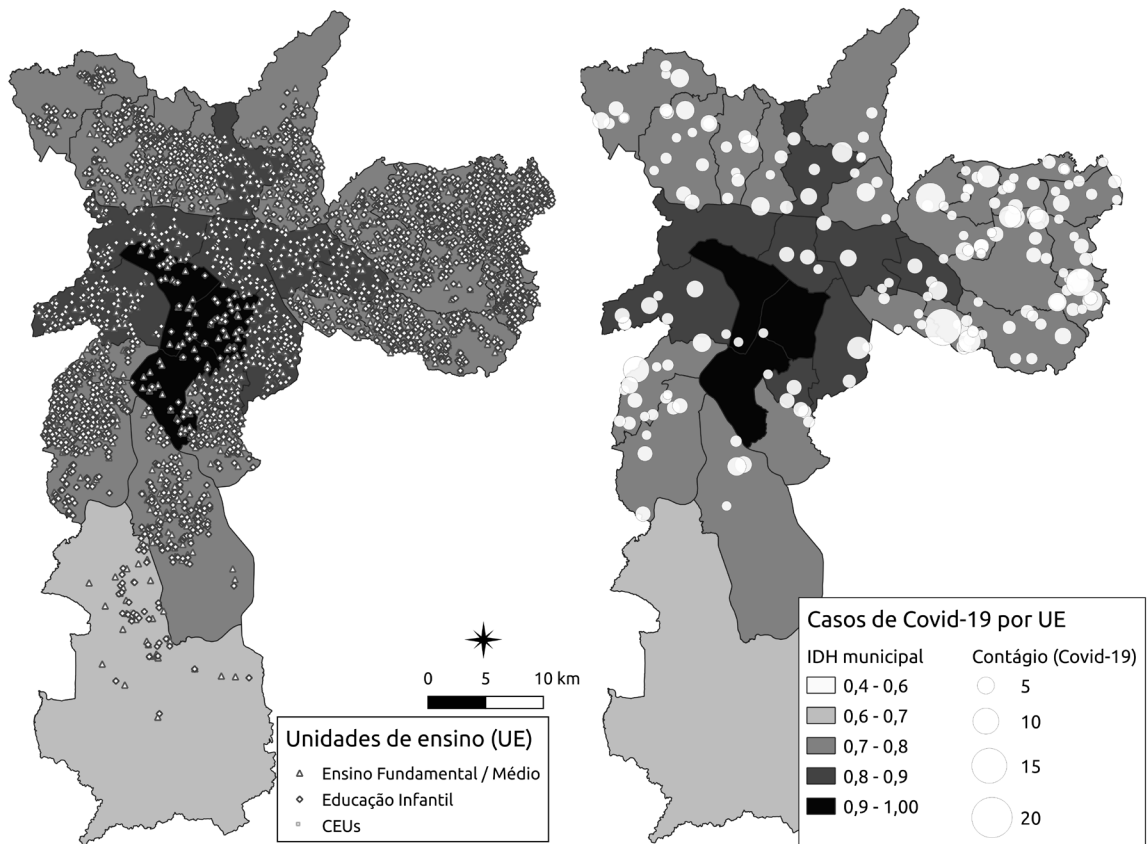 0 5 10 km
Unidades de ensino (UE)
Ensino Fundamental / Médio
Educação Infantil
CEUs
Casos de Covid-19 por UE
IDH municipal
0,4 - 0,6
0,6 - 0,7
0,7 - 0,8
0,8 - 0,9
0,9 - 1,00
Contágio (Covid-19)
5
10
15
20